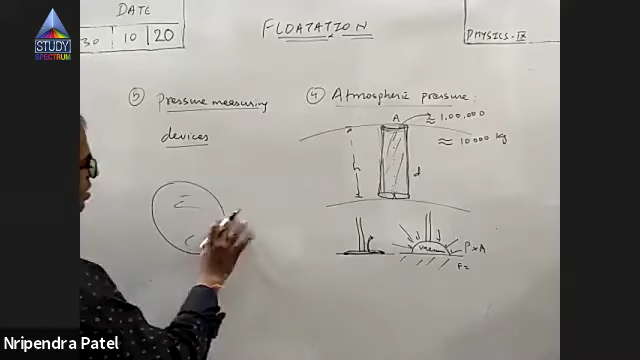 STUDY
SPECTRUM
DATE
30 10 20
FLOATATION
PHYSICS-IX
⑤ Pressure measuring
devices
④ Atmospheric pressure:
A
≈ 1,00,000
≈ 10000 kg
h
d
vacuum
P×A
F=
Nripendra Patel